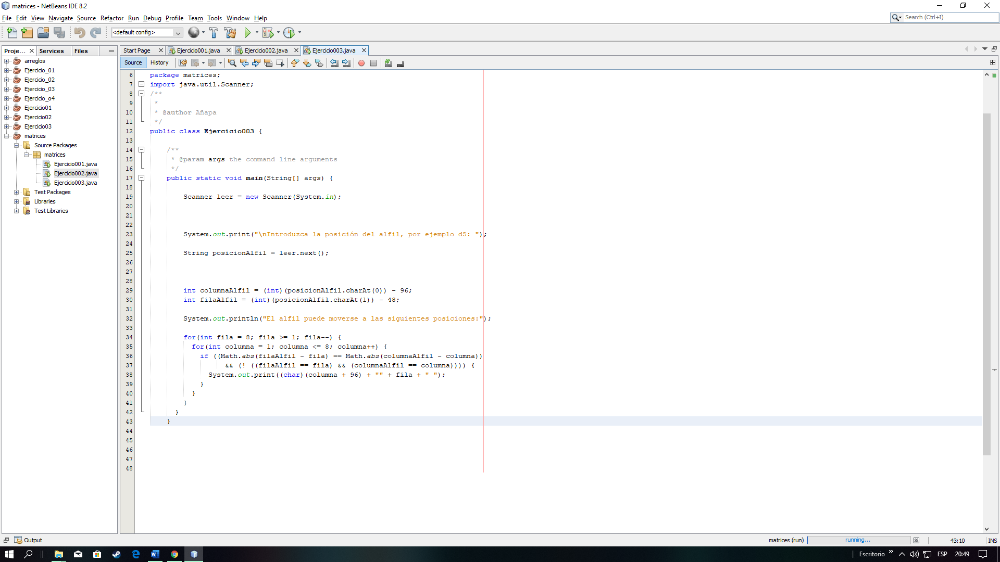 matrices - NetBeans IDE 8.2
File Edit View Navigate Source Refactor Run Debug Profile Team Tools Window Help
Search (Ctrl+I)
<default config>
Proje... Services Files
Start Page Ejercicio001.java Ejercicio002.java Ejercicio003.java
Source History
arreglos
Ejercicio_01
Ejercicio_02
Ejercicio_03
Ejercicio_o4
Ejercicio01
Ejercicio02
Ejercicio03
matrices
Source Packages
matrices
Ejercicio001.java
Ejercicio002.java
Ejercicio003.java
Test Packages
Libraries
Test Libraries
6 package matrices;
7 import java.util.Scanner;
8 /**
9 *
10 * @author Añapa
11 */
12 public class Ejercicio003 {
13
14 /**
15 * @param args the command line arguments
16 */
17 public static void main(String[] args) {
18
19 Scanner leer = new Scanner(System.in);
20
21
22
23 System.out.print("\nIntroduzca la posición del alfil, por ejemplo d5: ");
24
25 String posicionAlfil = leer.next();
26
27
28
29 int columnaAlfil = (int)(posicionAlfil.charAt(0)) - 96;
30 int filaAlfil = (int)(posicionAlfil.charAt(1)) - 48;
31
32 System.out.println("El alfil puede moverse a las siguientes posiciones:");
33
34 for(int fila = 8; fila >= 1; fila--) {
35 for(int columna = 1; columna <= 8; columna++) {
36 if ((Math.abs(filaAlfil - fila) == Math.abs(columnaAlfil - columna))
37 && (! ((filaAlfil == fila) && (columnaAlfil == columna)))) {
38 System.out.print((char)(columna + 96) + "" + fila + " ");
39 }
40 }
41 }
42 }
43 }
44
45
46
47
48
Output
matrices (run) running... 43:10 INS
Escritorio ESP 20:49